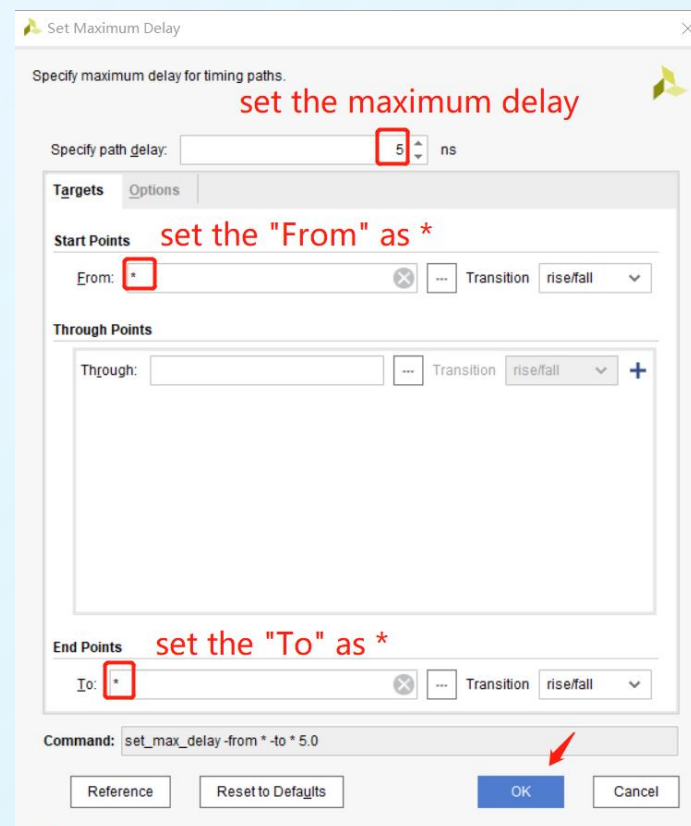 Set Maximum Delay
Specify maximum delay for timing paths.
set the maximum delay
Specify path delay: 5 ns
Targets Options
Start Points set the "From" as *
From: * ... Transition rise/fall
Through Points
Through: ... Transition rise/fall
End Points set the "To" as *
To: * ... Transition rise/fall
Command: set_max_delay -from * -to * 5.0
Reference Reset to Defaults OK Cancel